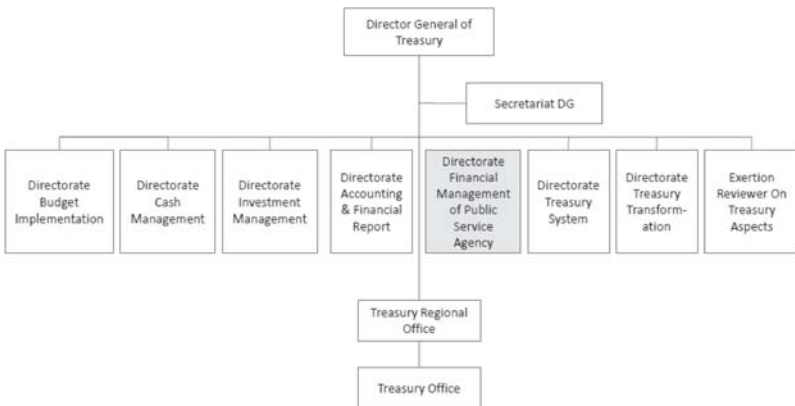 Director General of
Treasury
Secretariat DG
Directorate
Budget
Implementation
Directorate
Cash
Management
Directorate
Investment
Management
Directorate
Accounting
& Financial
Report
Directorate
Financial
Management
of Public
Service
Agency
Directorate
Treasury
System
Directorate
Treasury
Transform-
ation
Exertion
Reviewer On
Treasury
Aspects
Treasury Regional
Office
Treasury Office